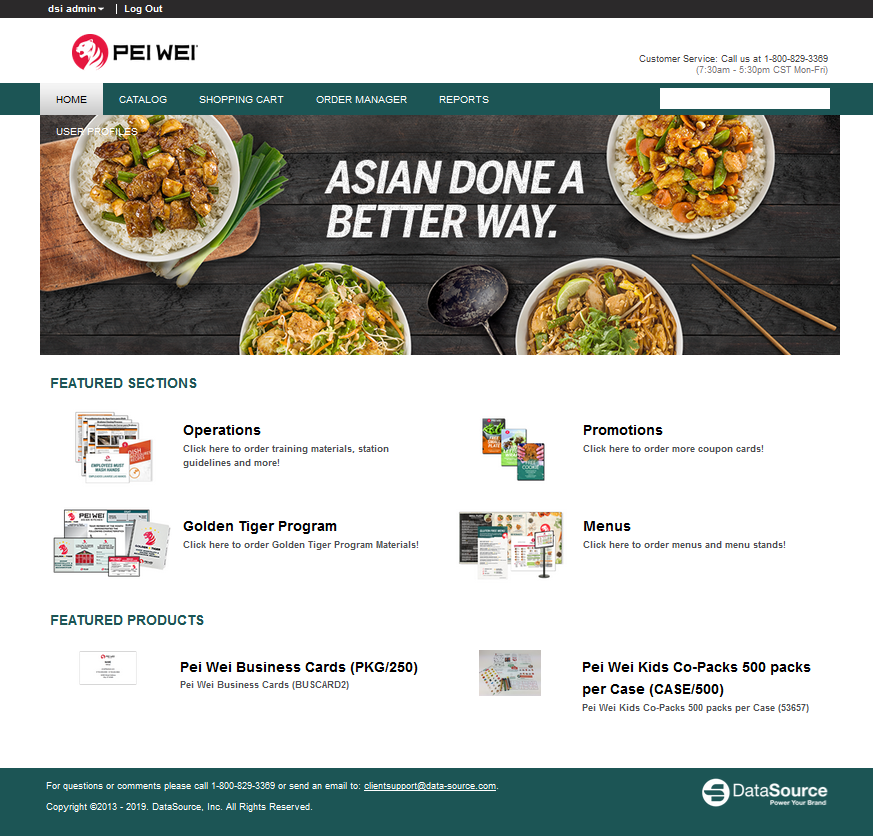 dsi admin | Log Out
PEI WEI
Customer Service: Call us at 1-800-829-3369
(7:30am - 5:30pm CST Mon-Fri)
HOME CATALOG SHOPPING CART ORDER MANAGER REPORTS
USER PROFILES
ASIAN DONE A
BETTER WAY.
FEATURED SECTIONS
Operations
Click here to order training materials, station
guidelines and more!
EMPLOYEES MUST
WASH HANDS
Promotions
Click here to order more coupon cards!
Golden Tiger Program
Click here to order Golden Tiger Program Materials!
PEI WEI
Menus
Click here to order menus and menu stands!
FEATURED PRODUCTS
Pei Wei Business Cards (PKG/250)
Pei Wei Business Cards (BUSCARD2)
Pei Wei Kids Co-Packs 500 packs
per Case (CASE/500)
Pei Wei Kids Co-Packs 500 packs per Case (53657)
For questions or comments please call 1-800-829-3369 or send an email to: clientsupport@data-source.com.
Copyright ©2013 - 2019. DataSource, Inc. All Rights Reserved.
DataSource
Power Your Brand